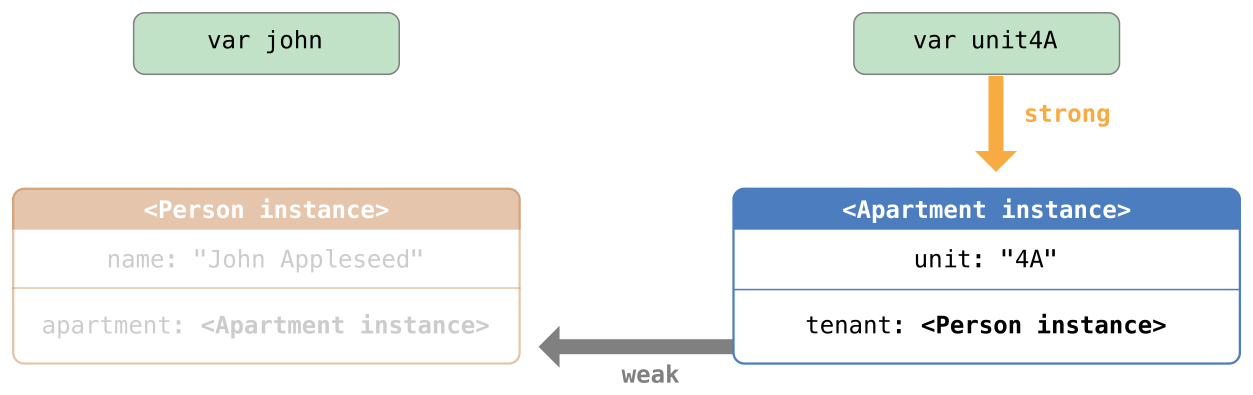 var john
var unit4A
strong
<Person instance>
<Apartment instance>
name: "John Appleseed"
unit: "4A"
apartment: <Apartment instance>
tenant: <Person instance>
weak